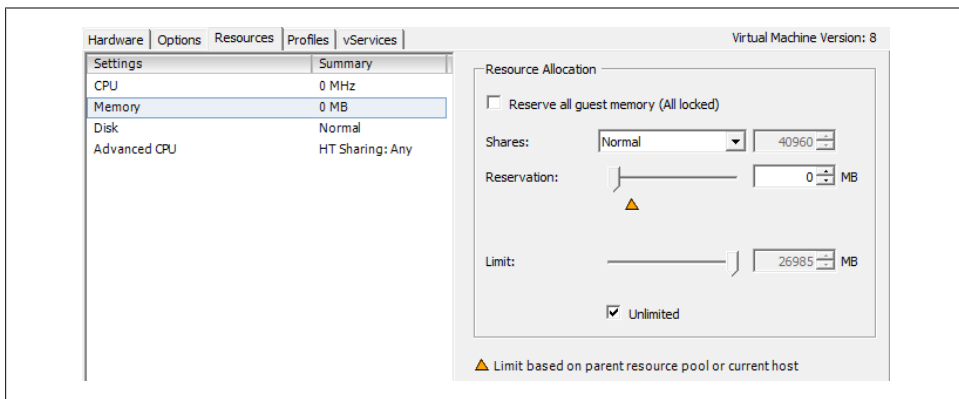 Hardware Options Resources Profiles vServices Virtual Machine Version: 8
Settings Summary
CPU 0 MHz
Memory 0 MB
Disk Normal
Advanced CPU HT Sharing: Any
Resource Allocation
Reserve all guest memory (All locked)
Shares: Normal 40960
Reservation: 0 MB
Limit: 26985 MB
Unlimited
Limit based on parent resource pool or current host